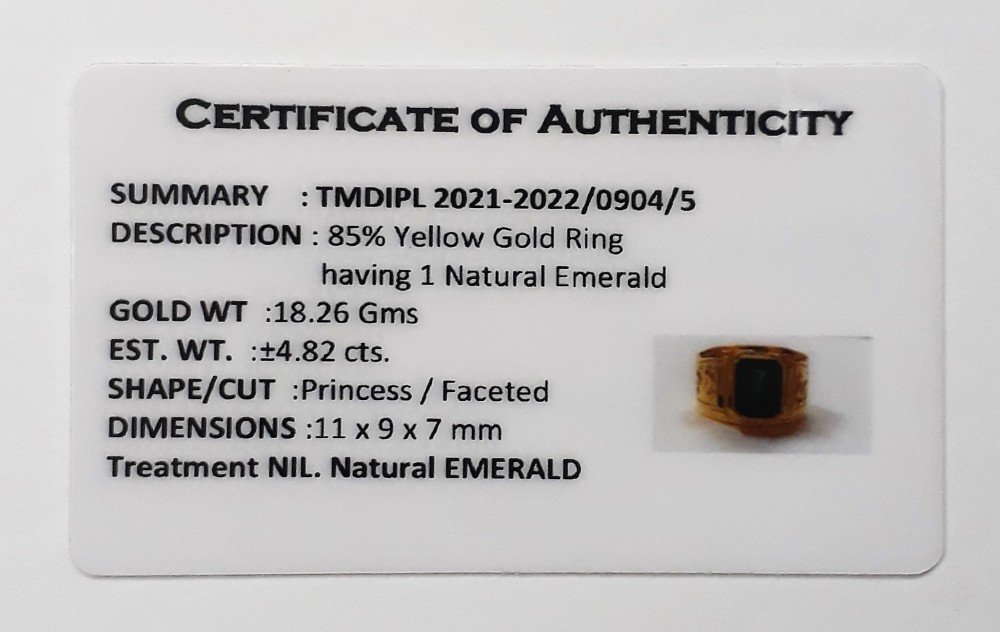 CERTIFICATE OF AUTHENTICITY
SUMMARY : TMDIPL 2021-2022/0904/5
DESCRIPTION : 85% Yellow Gold Ring
having 1 Natural Emerald
GOLD WT :18.26 Gms
EST. WT. :±4.82 cts.
SHAPE/CUT :Princess / Faceted
DIMENSIONS :11 x 9 x 7 mm
Treatment NIL. Natural EMERALD